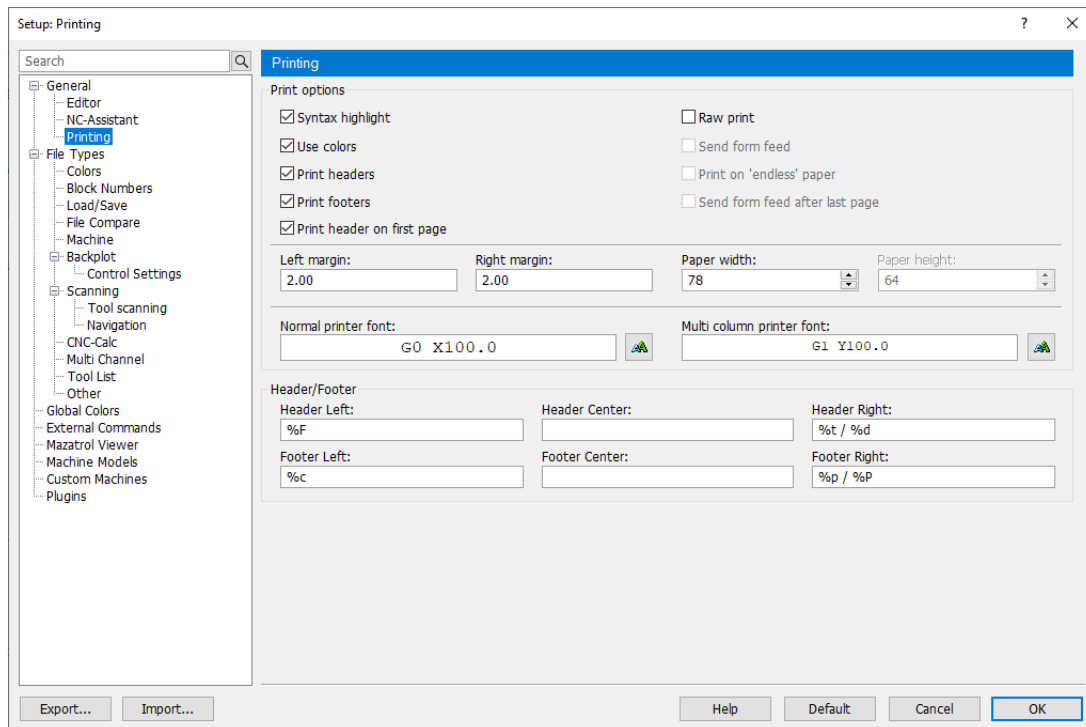 Setup: Printing
?
Search
General
Editor
NC-Assistant
Printing
File Types
Colors
Block Numbers
Load/Save
File Compare
Machine
Backplot
Control Settings
Scanning
Tool scanning
Navigation
CNC-Calc
Multi Channel
Tool List
Other
Global Colors
External Commands
Mazatrol Viewer
Machine Models
Custom Machines
Plugins
Printing
Print options
Syntax highlight
Raw print
Use colors
Send form feed
Print headers
Print on 'endless' paper
Print footers
Send form feed after last page
Print header on first page
Left margin: Right margin: Paper width: Paper height:
2.00 2.00 78 64
Normal printer font: Multi column printer font:
G0 X100.0 G1 Y100.0
Header/Footer
Header Left: Header Center: Header Right:
%F %t / %d
Footer Left: Footer Center: Footer Right:
%c %p / %P
Export... Import... Help Default Cancel OK